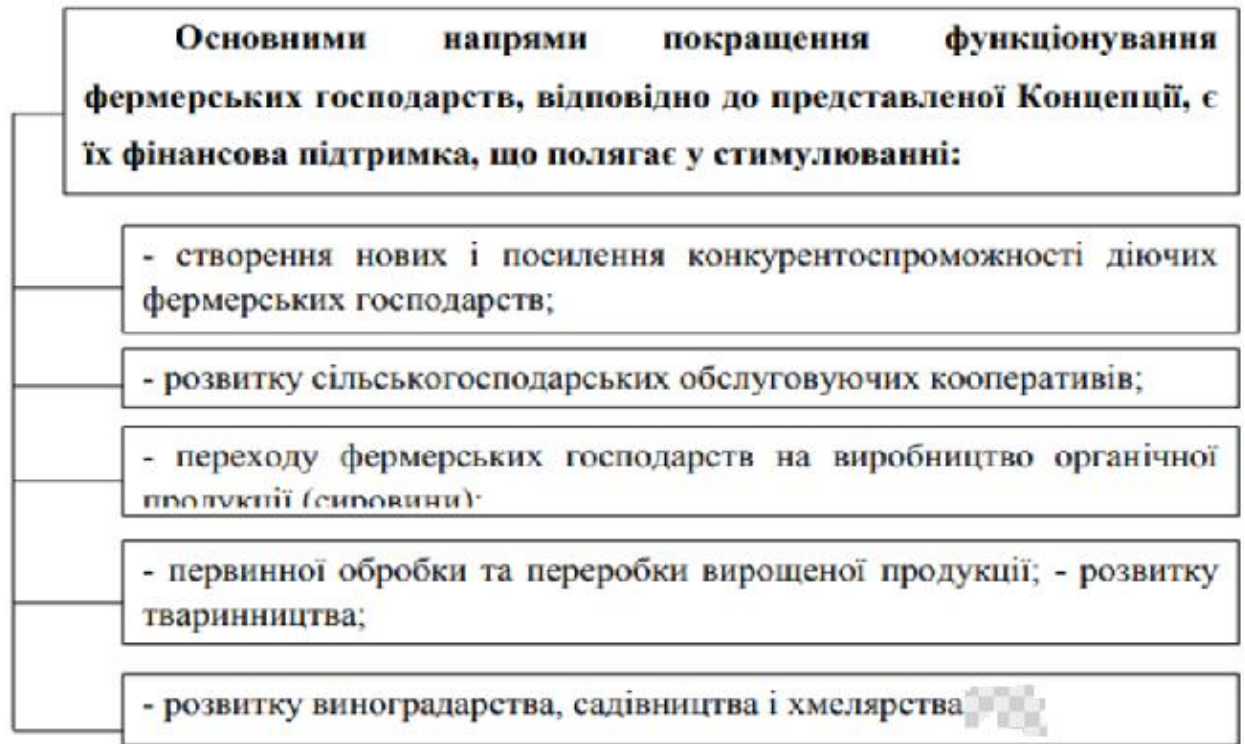 Основними напрями покращення функціонування
фермерських господарств, відповідно до представленої Концепції, є
їх фінансова підтримка, що полягає у стимулюванні:
- створення нових і посилення конкурентоспроможності діючих
фермерських господарств;
- розвитку сільськогосподарських обслуговуючих кооперативів;
- переходу фермерських господарств на виробництво органічної
продукції (сировини);
- первинної обробки та переробки вирощеної продукції; - розвитку
тваринництва;
- розвитку виноградарства, садівництва і хмелярства